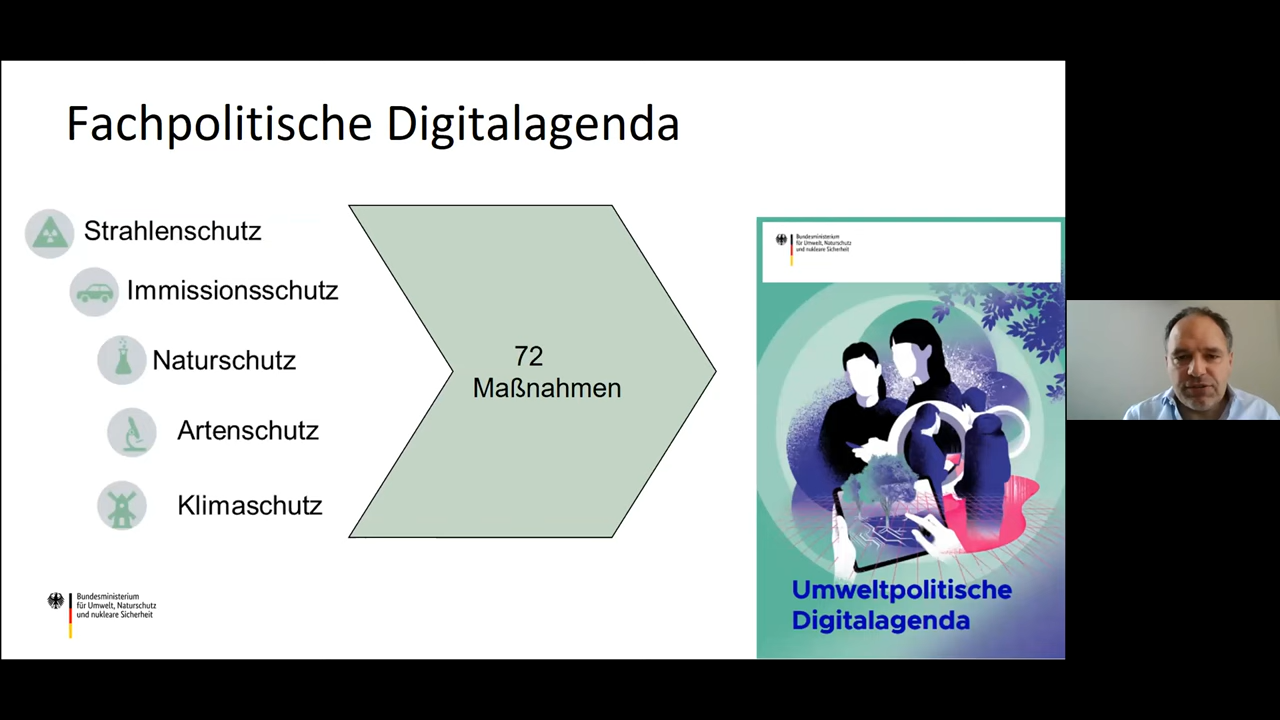 Fachpolitische Digitalagenda
Strahlenschutz
Immissionsschutz
Naturschutz
Artenschutz
Klimaschutz
72
Maßnahmen
Bundesministerium
für Umwelt, Naturschutz
und nukleare Sicherheit
Umweltpolitische
Digitalagenda
Bundesministerium
für Umwelt, Naturschutz
und nukleare Sicherheit